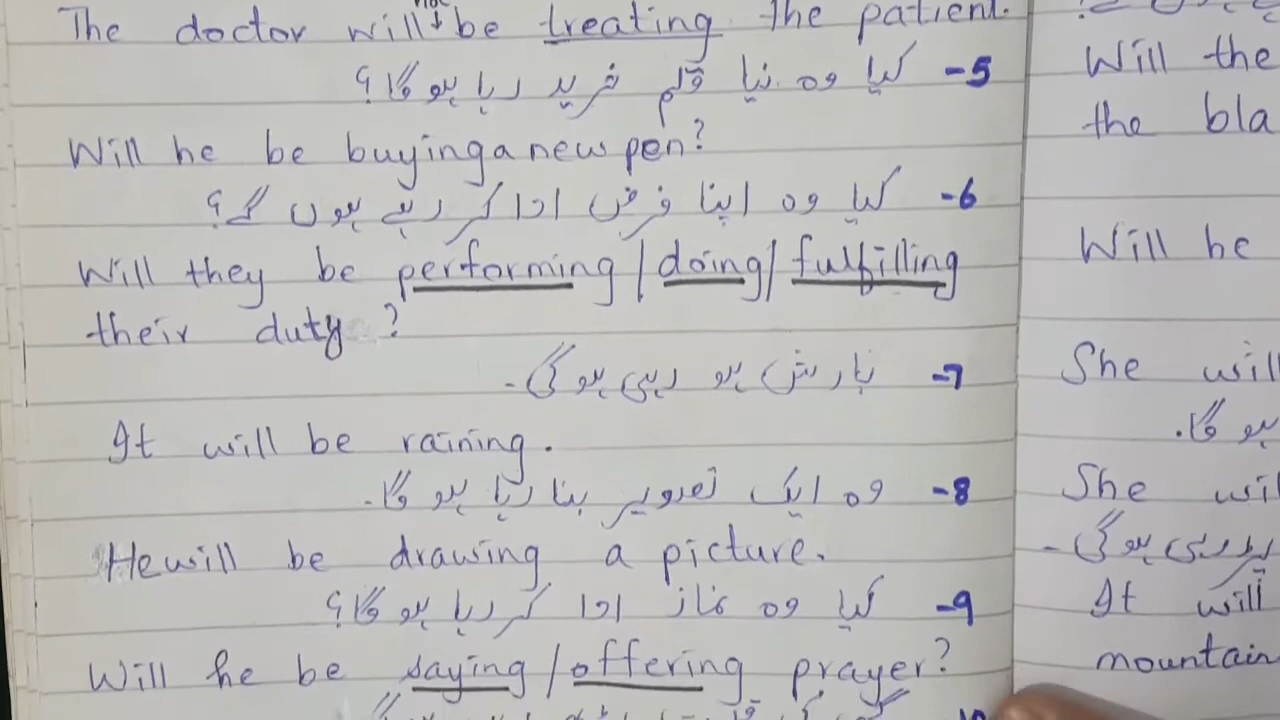 The doctor will not be treating the patient.
5- کیا وہ نیا قلم خرید رہا ہو گا؟
Will he be buying a new pen?
6- کیا وہ اپنا فرض ادا کر رہے ہوں گے؟
Will they be performing / doing / fulfilling
their duty?
7- بارش ہو رہی ہو گی۔
It will be raining.
8- وہ ایک تصویر بنا رہا ہو گا۔
He will be drawing a picture.
9- کیا وہ نماز ادا کر رہا ہو گا؟
Will he be saying / offering prayer?
10
Will the
the bla
Will he
She will
ہو گا۔
She wil
رہی ہو گی۔
It will
mountain